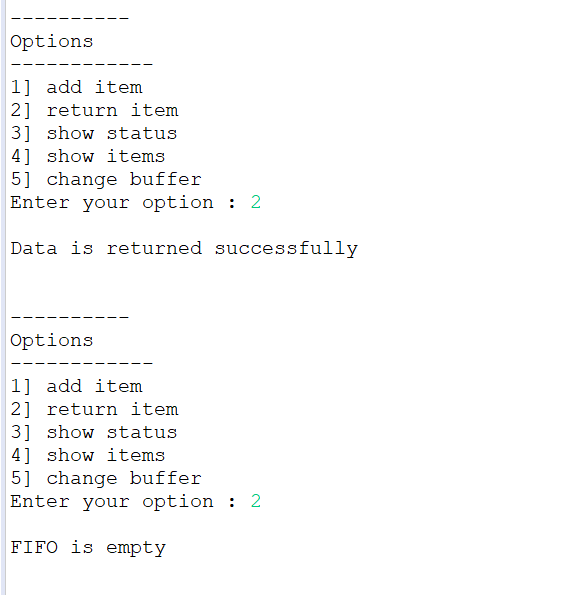 ----------
Options
------------
1] add item
2] return item
3] show status
4] show items
5] change buffer
Enter your option : 2
Data is returned successfully
----------
Options
------------
1] add item
2] return item
3] show status
4] show items
5] change buffer
Enter your option : 2
FIFO is empty